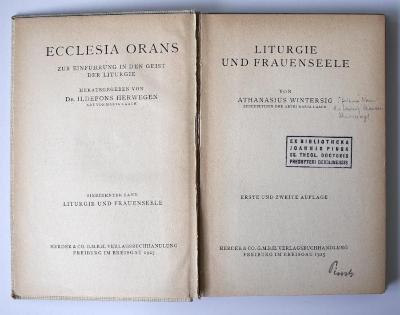 ECCLESIA ORANS
ZUR EINFÜHRUNG IN DEN GEIST
DER LITURGIE
HERAUSGEGEBEN VON
Dr. ILDEFONS HERWEGEN
ABT VON MARIA LAACH
SIEBZEHNTER BAND
LITURGIE UND FRAUENSEELE
HERDER & CO. G.M.B.H. VERLAGSBUCHHANDLUNG
FREIBURG IM BREISGAU 1925
LITURGIE
UND FRAUENSEELE
VON
ATHANASIUS WINTERSIG
BENEDIKTINER DER ABTEI MARIA LAACH
EX BIBLIOTHECA
JOANNIS PINSK
SS. THEOL. DOCTORIS
PRESBYTERI BEROLINENSIS
ERSTE UND ZWEITE AUFLAGE
HERDER & CO. G.M.B.H. VERLAGSBUCHHANDLUNG
FREIBURG IM BREISGAU 1925
Pinsk